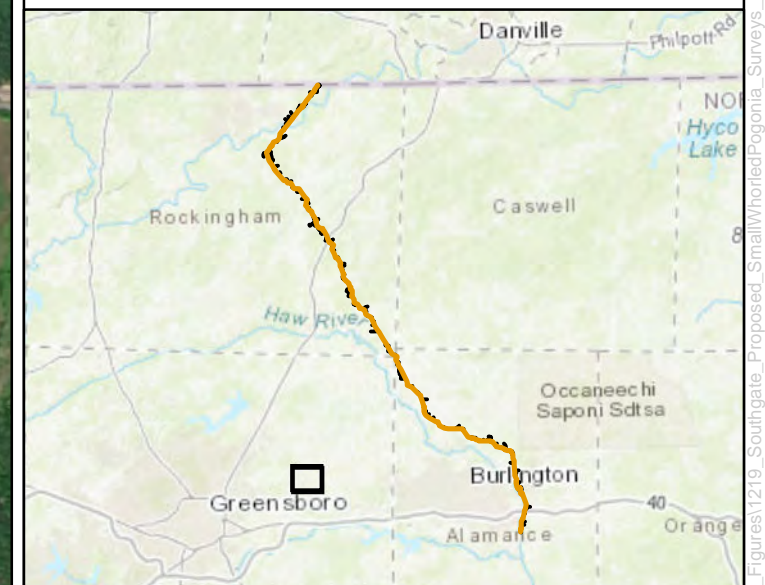 Danville
Philpott Rd
Hyco
Lake
Rockingham
Caswell
Haw River
Occaneechi
Saponi Sdtsa
Burlington
Greensboro
40
Alamance
Orange
Figures\1219_Southgate_Proposed_SmallWhorledPogonia_Surveys_